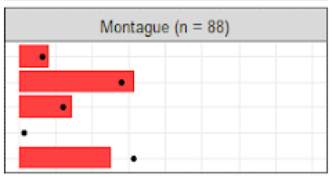 Montague (n = 88)